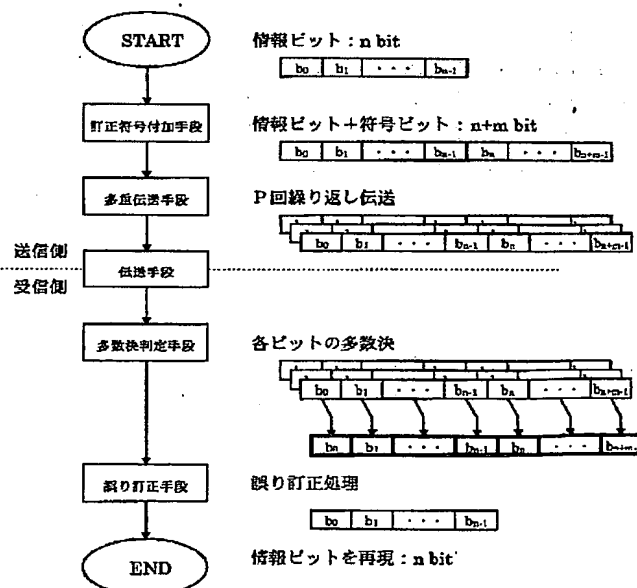 START
情報ビット：n bit
b0 b1 ・・・ bn-1
訂正符号付加手段
情報ビット＋符号ビット：n+m bit
b0 b1 ・・・ bn-1 bn ・・・ bn+m-1
多重伝送手段
P回繰り返し伝送
b0 b1 ・・・ bn-1 bn ・・・ bn+m-1
送信側
伝送手段
受信側
多数決判定手段
各ビットの多数決
b0 b1 ・・・ bn-1 bn ・・・ bn+m-1
b0 b1 ・・・ bn-1 bn ・・・ bn+m-
誤り訂正手段
誤り訂正処理
b0 b1 ・・・ bn-1
END
情報ビットを再現：n bit